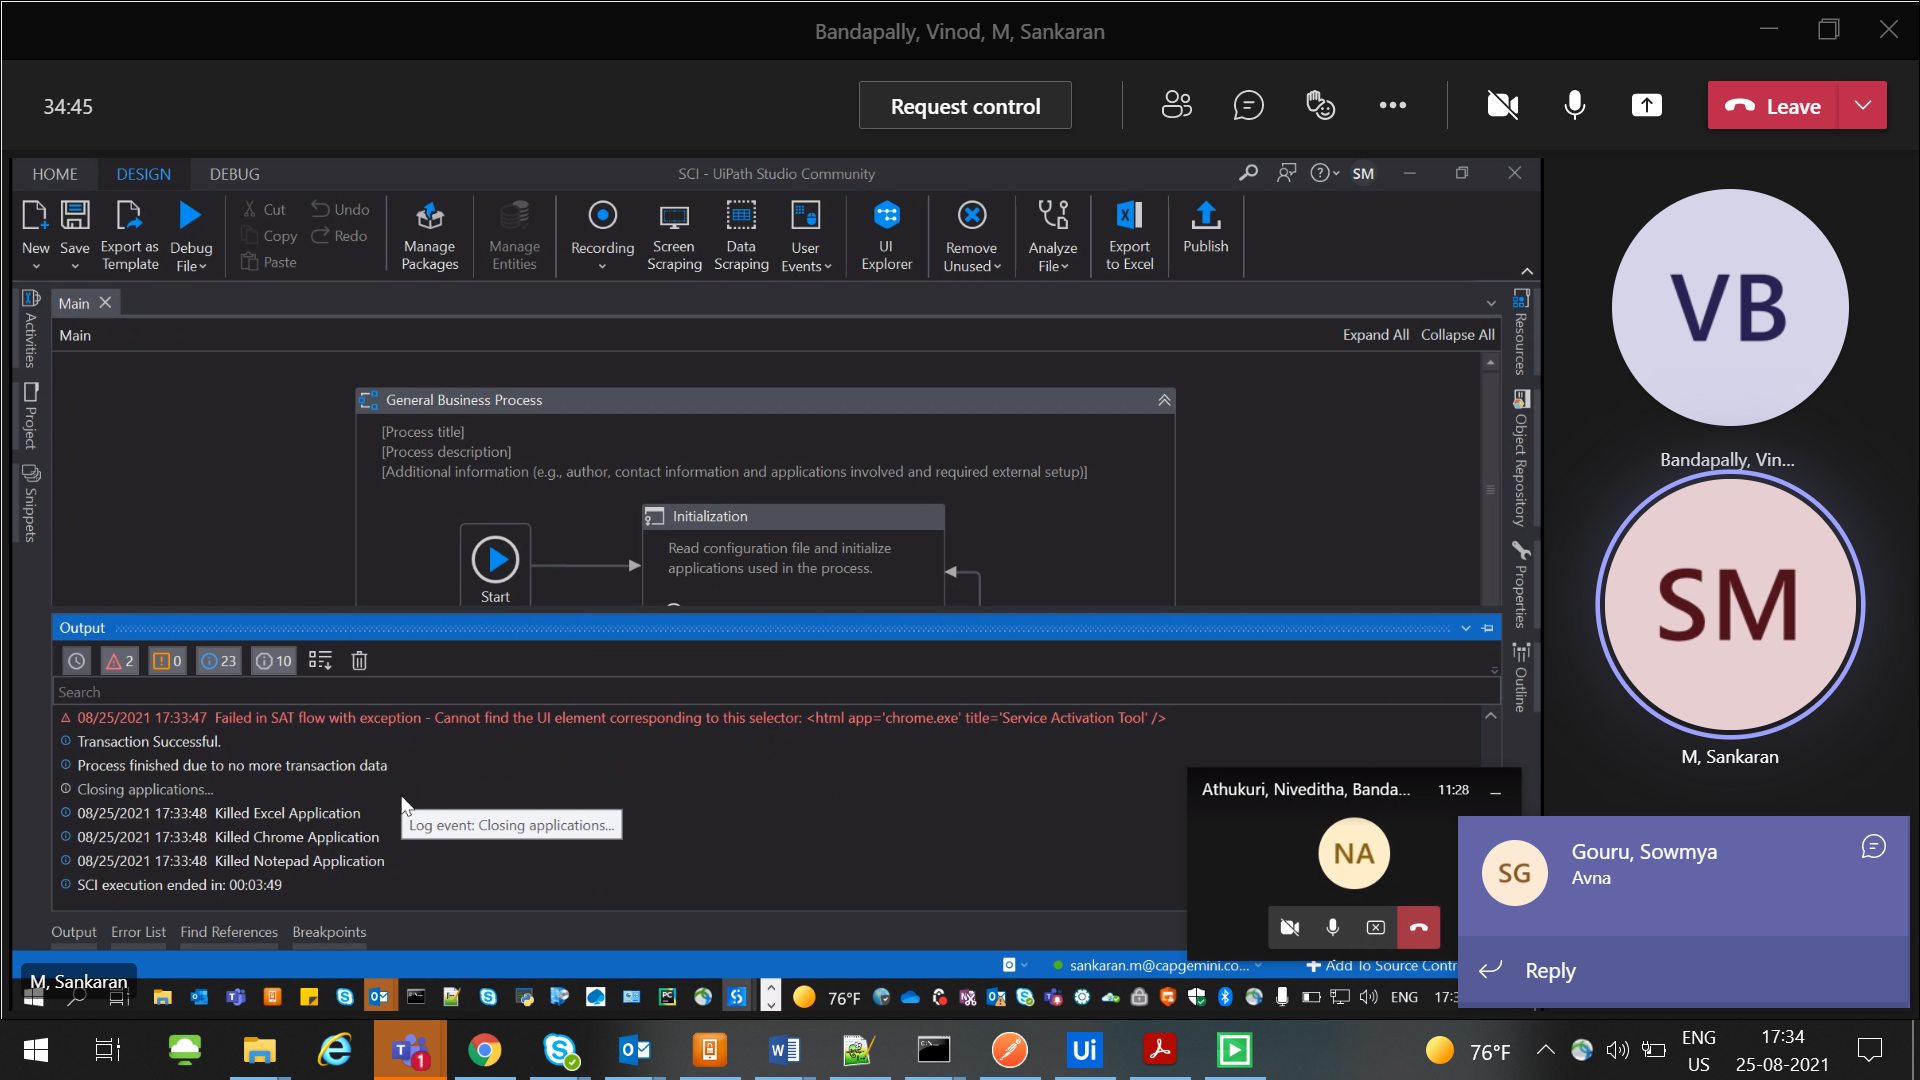 Bandapally, Vinod, M, Sankaran
34:45
Request control
Leave
HOME DESIGN DEBUG
SCI - UiPath Studio Community
SM
New
Save
Export as Template
Debug File
Cut
Copy
Paste
Undo
Redo
Manage Packages
Manage Entities
Recording
Screen Scraping
Data Scraping
User Events
UI Explorer
Remove Unused
Analyze File
Export to Excel
Publish
Activities
Project
Snippets
Main
Main
Expand All Collapse All
Resources
Object Repository
Properties
Outline
General Business Process
[Process title]
[Process description]
[Additional information (e.g., author, contact information and applications involved and required external setup)]
Initialization
Read configuration file and initialize
applications used in the process.
Start
Output
2 0 23 10
Search
08/25/2021 17:33:47 Failed in SAT flow with exception - Cannot find the UI element corresponding to this selector: <html app='chrome.exe' title='Service Activation Tool' />
Transaction Successful.
Process finished due to no more transaction data
Closing applications...
08/25/2021 17:33:48 Killed Excel Application
08/25/2021 17:33:48 Killed Chrome Application
08/25/2021 17:33:48 Killed Notepad Application
SCI execution ended in: 00:03:49
Log event: Closing applications...
Output Error List Find References Breakpoints
sankaran.m@capgemini.co...
Add To Source Contr
M, Sankaran
76°F
ENG
17:3
VB
Bandapally, Vin...
SM
M, Sankaran
Athukuri, Niveditha, Banda... 11:28
NA
SG
Gouru, Sowmya
Avna
Reply
1
Ui
76°F
ENG
US
17:34
25-08-2021